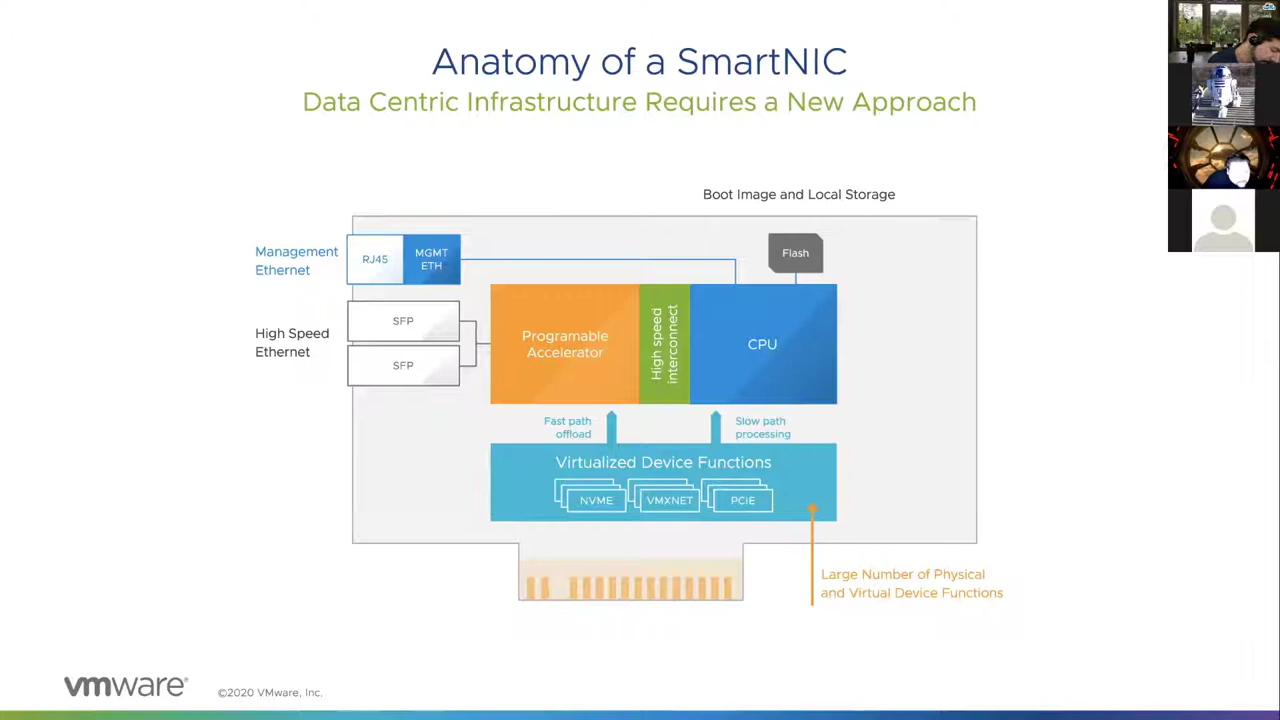 Anatomy of a SmartNIC
Data Centric Infrastructure Requires a New Approach
Boot Image and Local Storage
Management
Ethernet
RJ45
MGMT
ETH
Flash
High Speed
Ethernet
SFP
SFP
Programable
Accelerator
High speed
interconnect
CPU
Fast path
offload
Slow path
processing
Virtualized Device Functions
NVME
VMXNET
PCIE
Large Number of Physical
and Virtual Device Functions
vmware®
©2020 VMware, Inc.